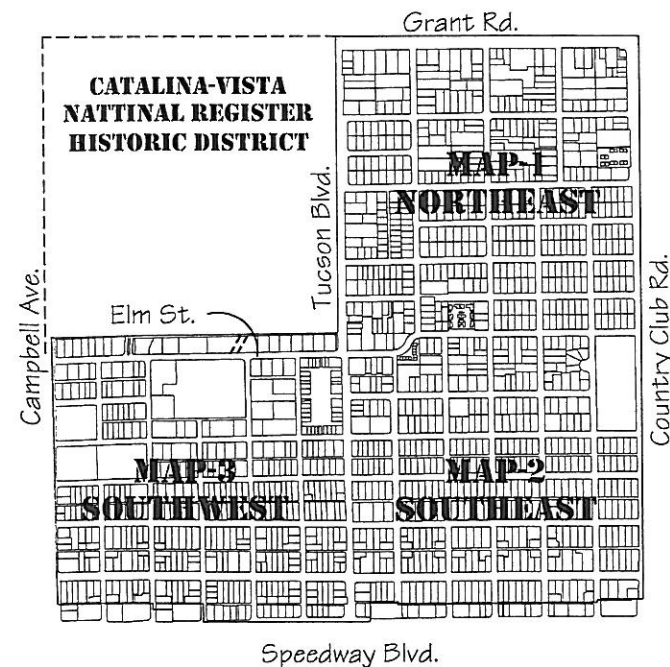 Grant Rd.
CATALINA-VISTA
NATTINAL REGISTER
HISTORIC DISTRICT
MAP-1
NORTHEAST
Tucson Blvd.
Campbell Ave.
Elm St.
Country Club Rd.
MAP-3
SOUTHWEST
MAP-2
SOUTHEAST
Speedway Blvd.